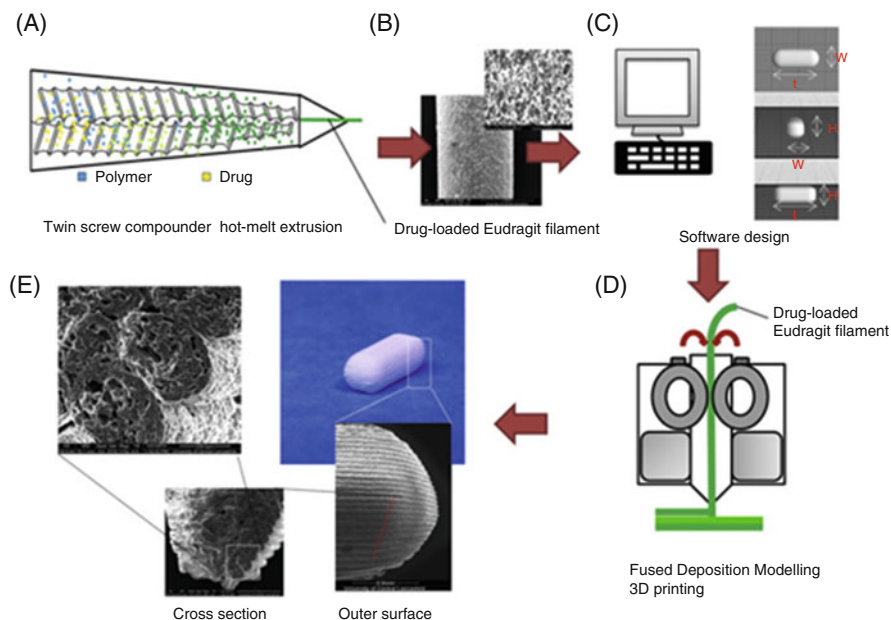 (A)
Polymer
Drug
Twin screw compounder hot-melt extrusion
(B)
Drug-loaded Eudragit filament
(C)
W
H
W
H
Software design
(D)
Drug-loaded
Eudragit filament
Fused Deposition Modelling
3D printing
(E)
Cross section
Outer surface